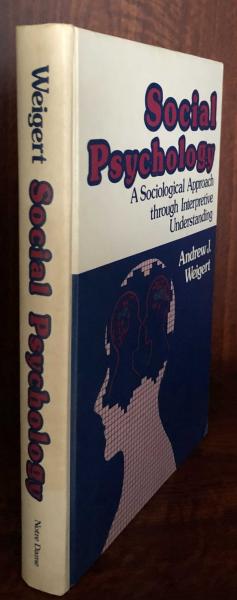 Weigert Social Psychology Notre Dame
Social
Psychology
A Sociological Approach
through Interpretive
Understanding
Andrew J.
Weigert